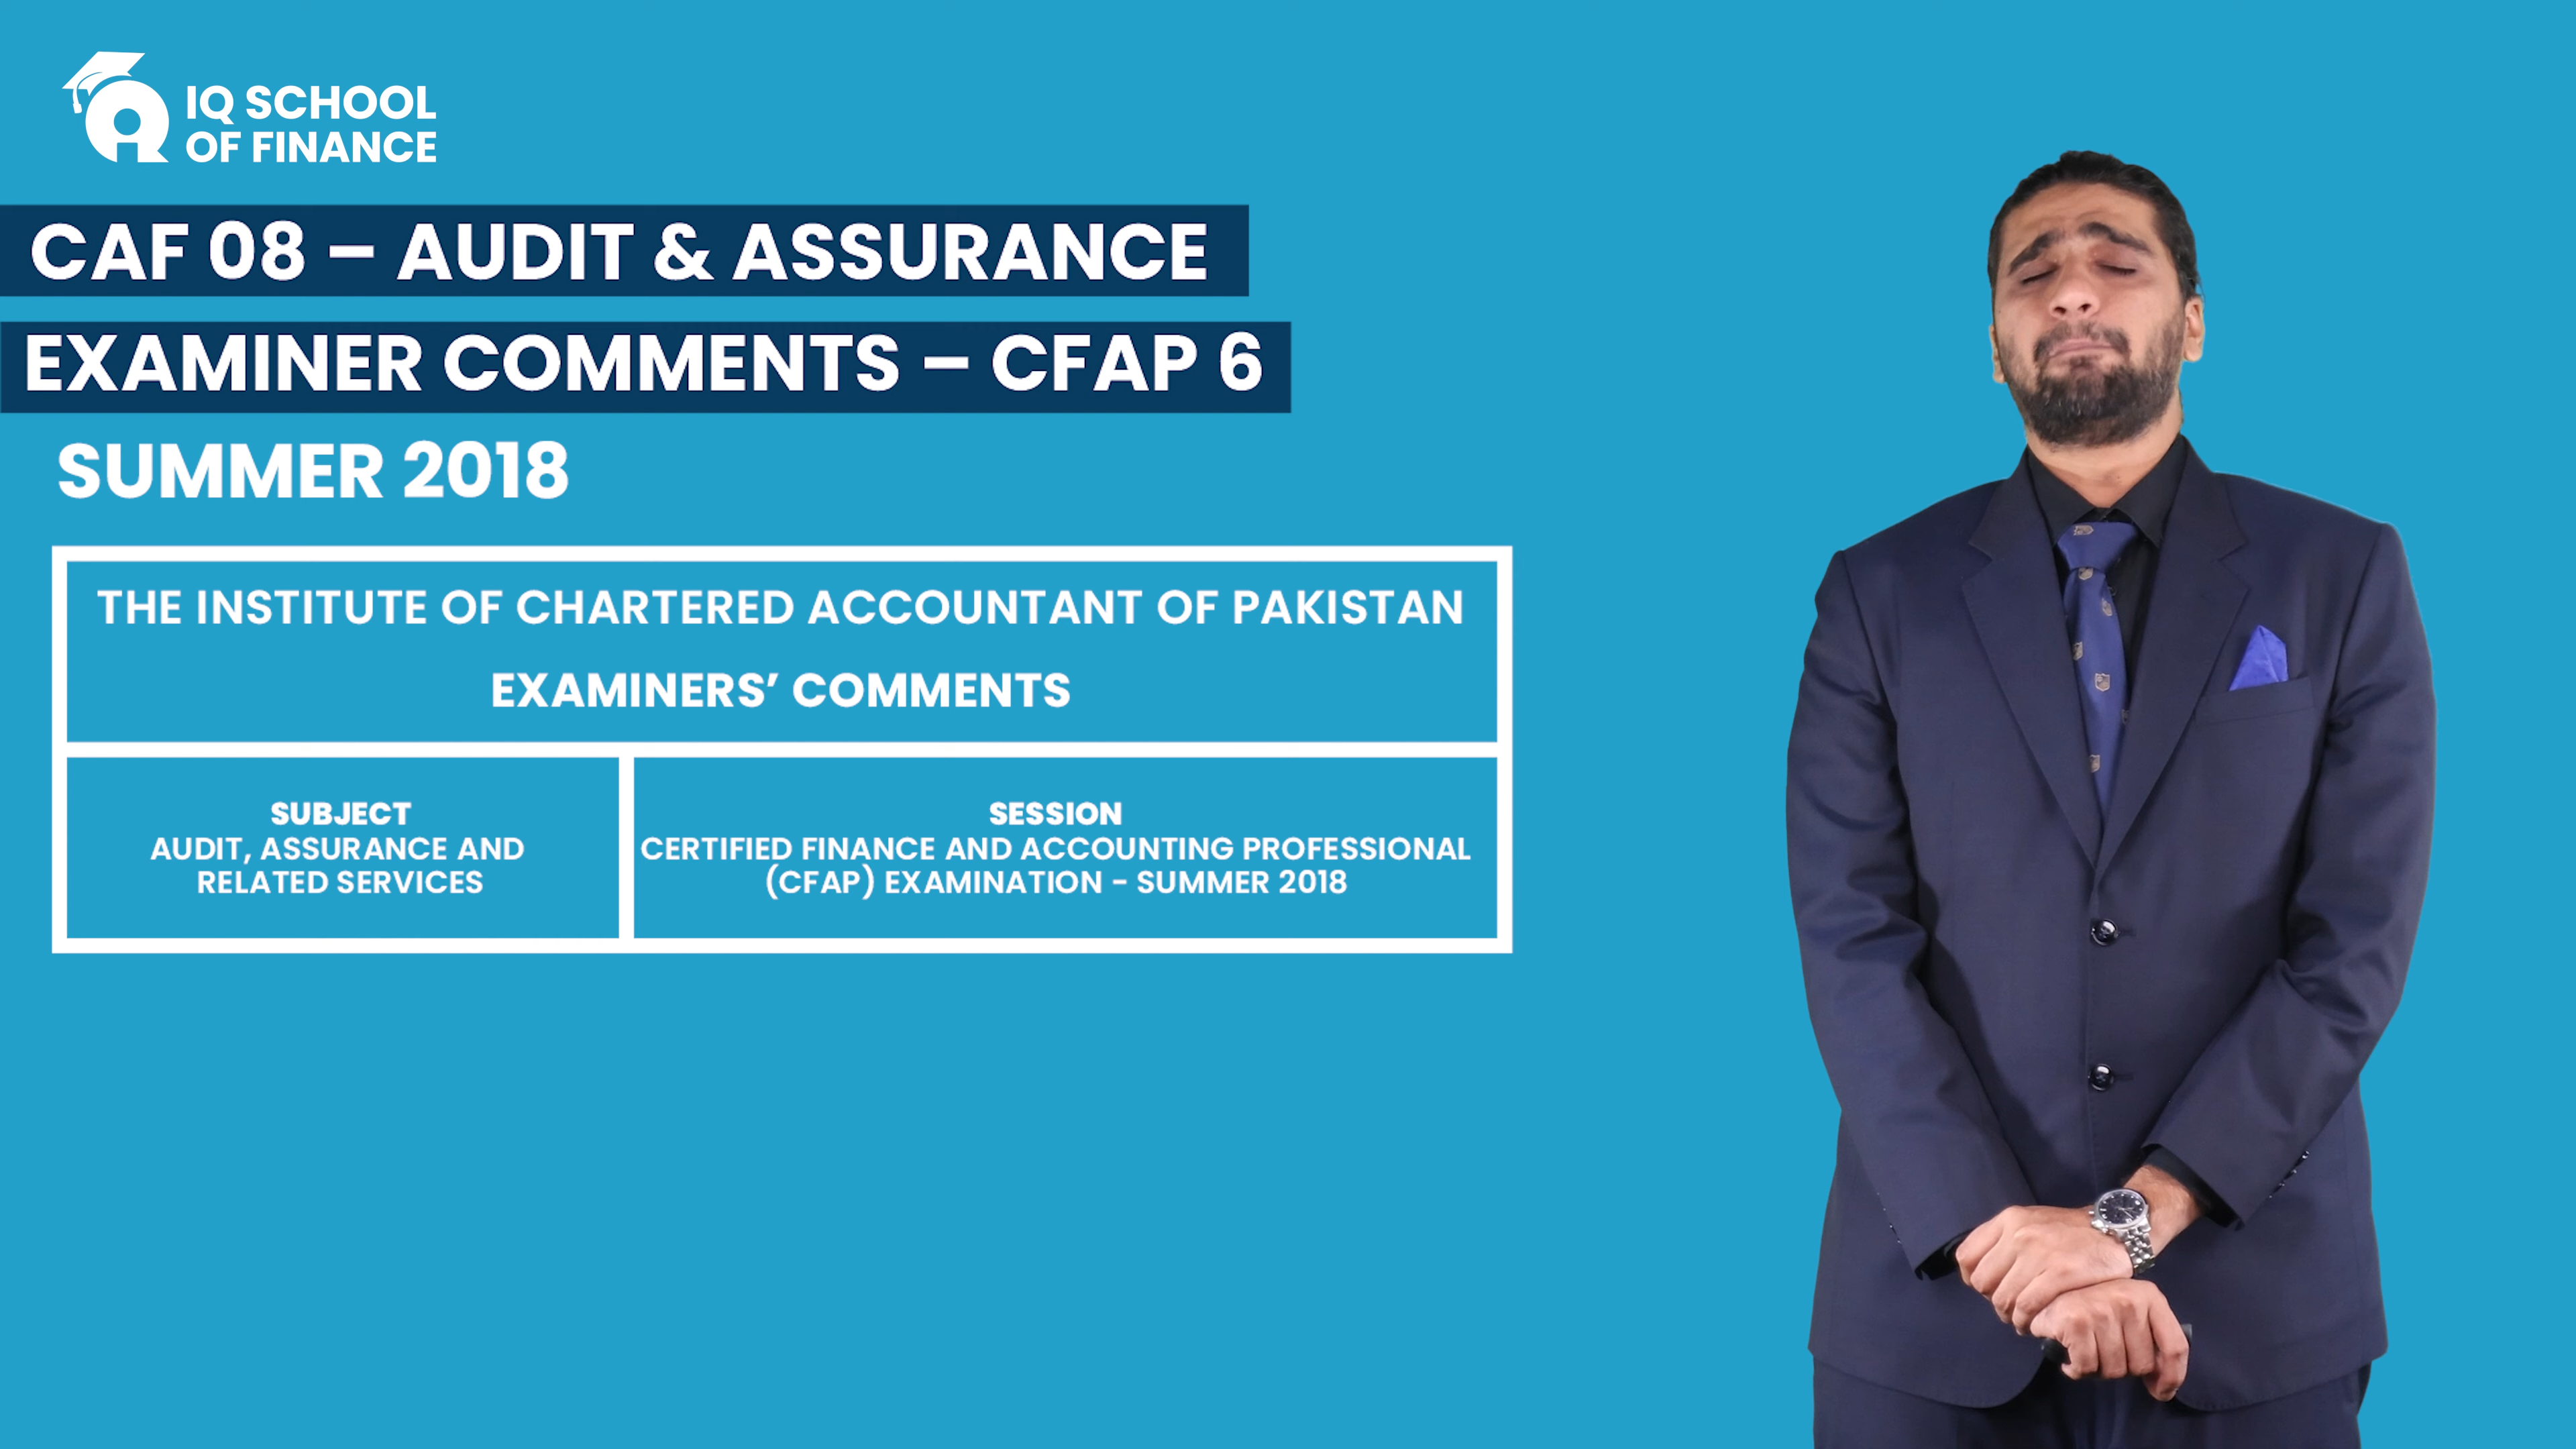 IQ SCHOOL
OF FINANCE
CAF 08 – AUDIT & ASSURANCE
EXAMINER COMMENTS – CFAP 6
SUMMER 2018
THE INSTITUTE OF CHARTERED ACCOUNTANT OF PAKISTAN
EXAMINERS’ COMMENTS
SUBJECT
AUDIT, ASSURANCE AND
RELATED SERVICES
SESSION
CERTIFIED FINANCE AND ACCOUNTING PROFESSIONAL
(CFAP) EXAMINATION - SUMMER 2018